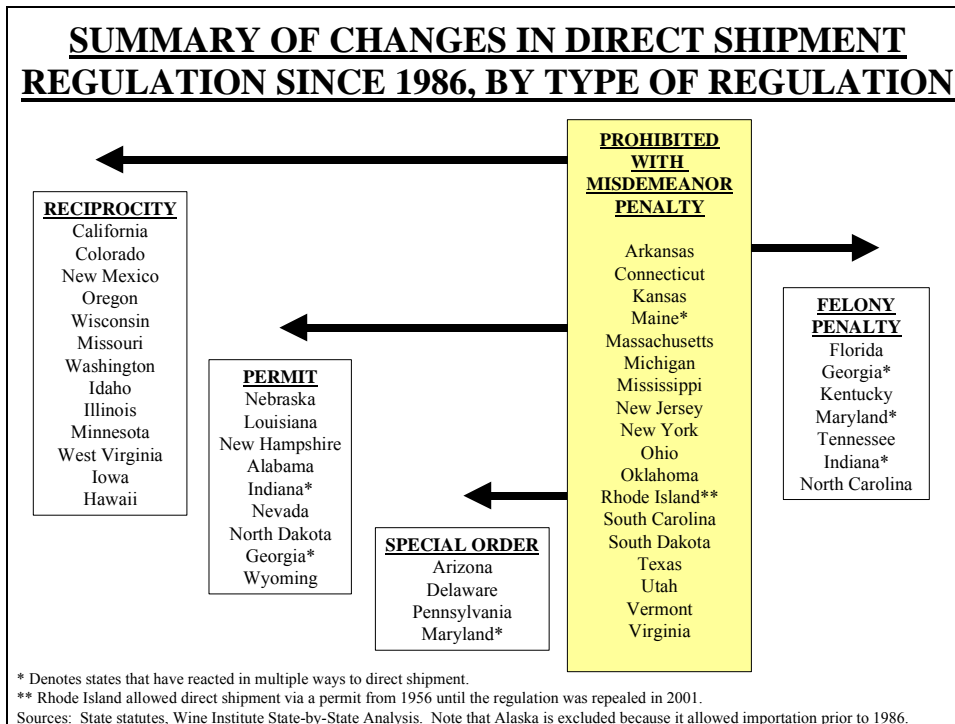 SUMMARY OF CHANGES IN DIRECT SHIPMENT
REGULATION SINCE 1986, BY TYPE OF REGULATION
RECIPROCITY
California
Colorado
New Mexico
Oregon
Wisconsin
Missouri
Washington
Idaho
Illinois
Minnesota
West Virginia
Iowa
Hawaii
PERMIT
Nebraska
Louisiana
New Hampshire
Alabama
Indiana*
Nevada
North Dakota
Georgia*
Wyoming
SPECIAL ORDER
Arizona
Delaware
Pennsylvania
Maryland*
PROHIBITED
WITH
MISDEMEANOR
PENALTY
Arkansas
Connecticut
Kansas
Maine*
Massachusetts
Michigan
Mississippi
New Jersey
New York
Ohio
Oklahoma
Rhode Island**
South Carolina
South Dakota
Texas
Utah
Vermont
Virginia
FELONY
PENALTY
Florida
Georgia*
Kentucky
Maryland*
Tennessee
Indiana*
North Carolina
* Denotes states that have reacted in multiple ways to direct shipment.
** Rhode Island allowed direct shipment via a permit from 1956 until the regulation was repealed in 2001.
Sources: State statutes, Wine Institute State-by-State Analysis. Note that Alaska is excluded because it allowed importation prior to 1986.